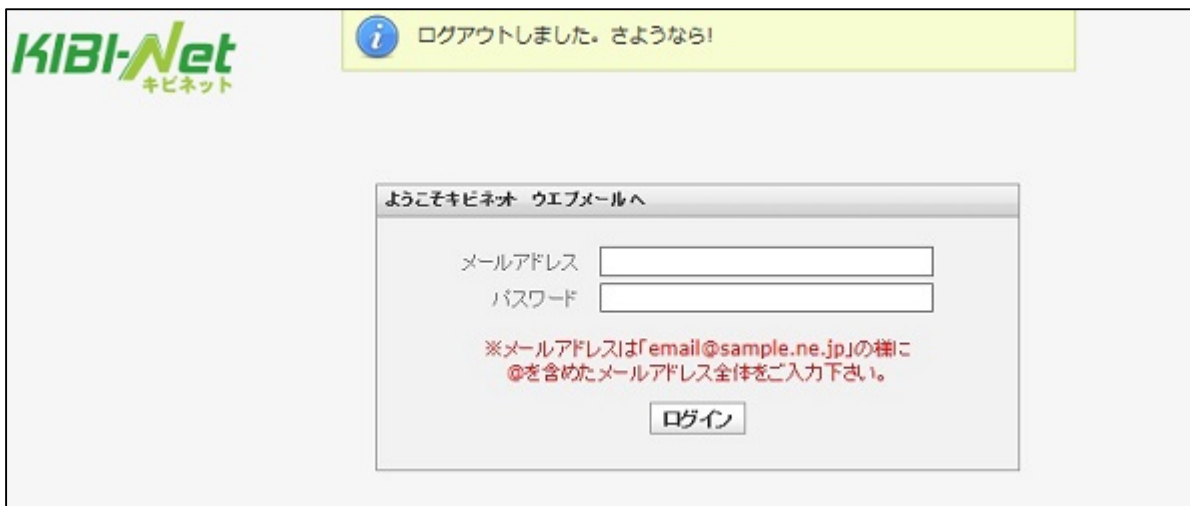 KIBI-Net
キビネット
ログアウトしました。さようなら!
ようこそキビネット ウエブメールへ
メールアドレス
パスワード
※メールアドレスは「email@sample.ne.jp」の様に
@を含めたメールアドレス全体をご入力下さい。
ログイン